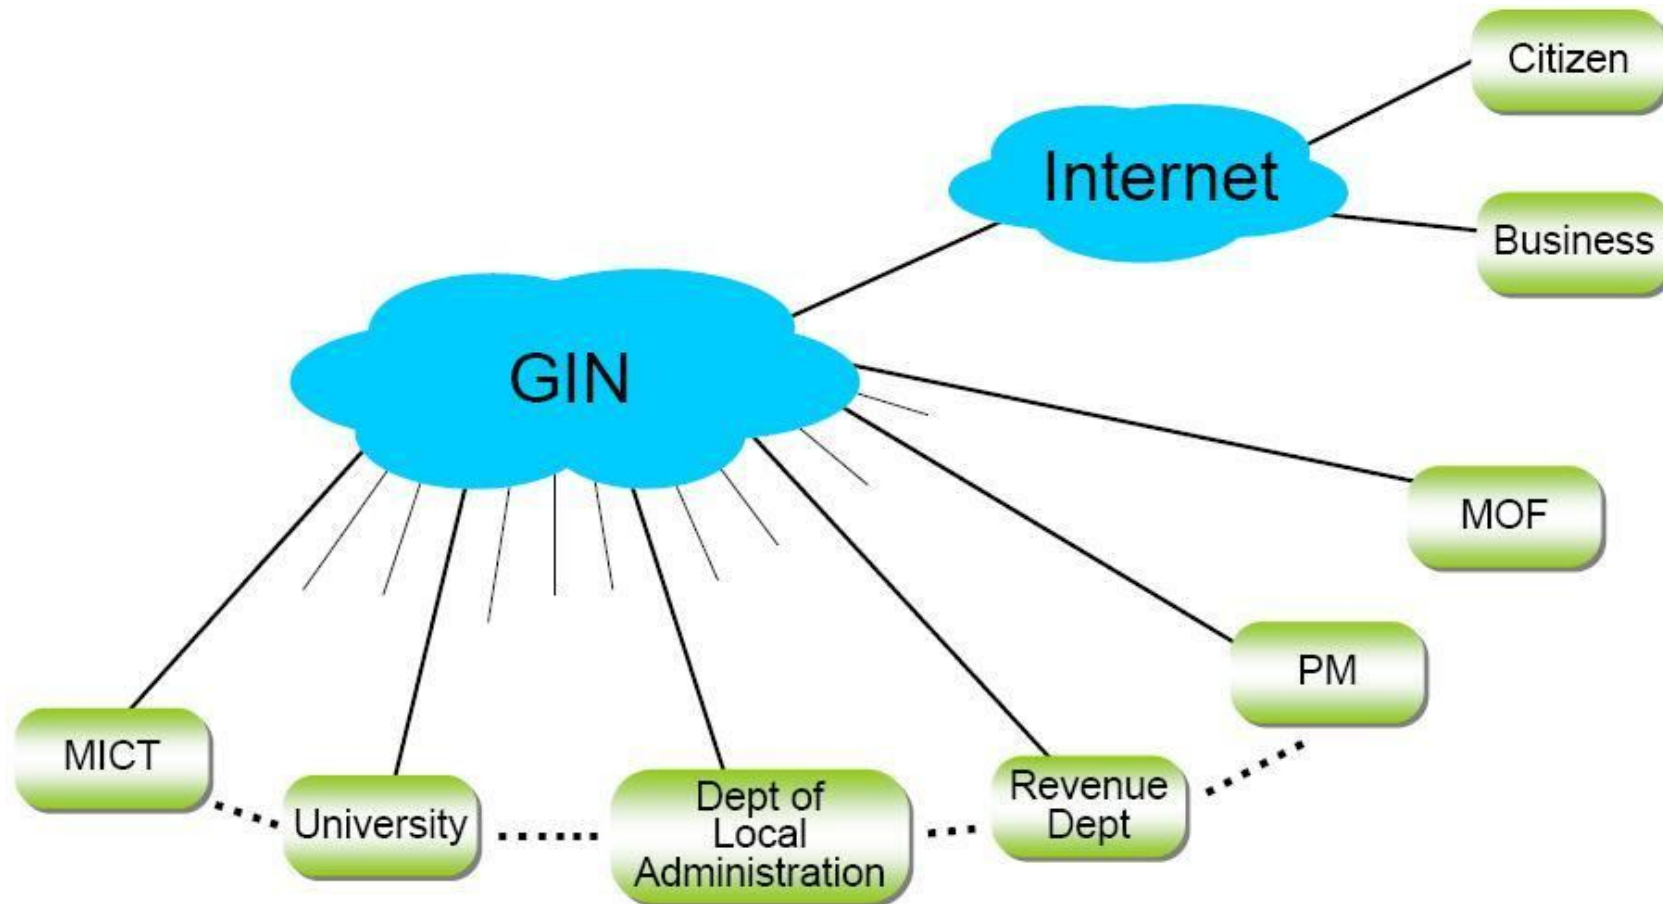 Citizen
Internet
Business
GIN
MOF
PM
MICT
University
Dept of
Local
Administration
Revenue
Dept